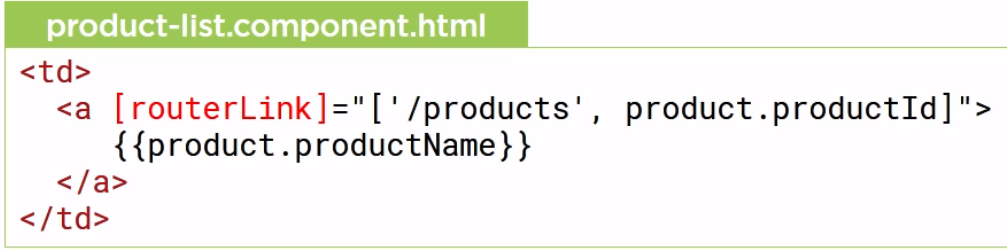 product-list.component.html
<td>
<a [routerLink]="['/products', product.productId]">
{{product.productName}}
</a>
</td>